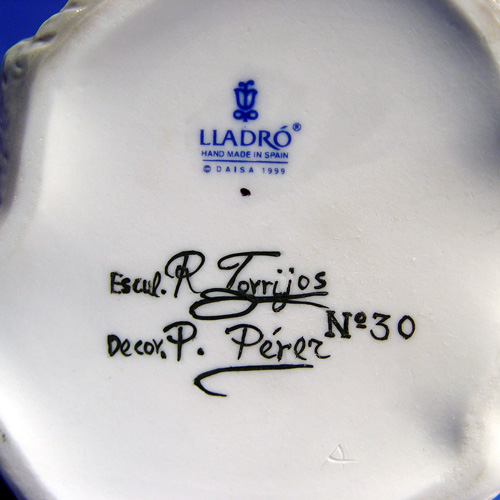 LLADRÓ®
HAND MADE IN SPAIN
© DAISA 1999
Escul. R Torrijos
Nº30
Decor. P. Pérez